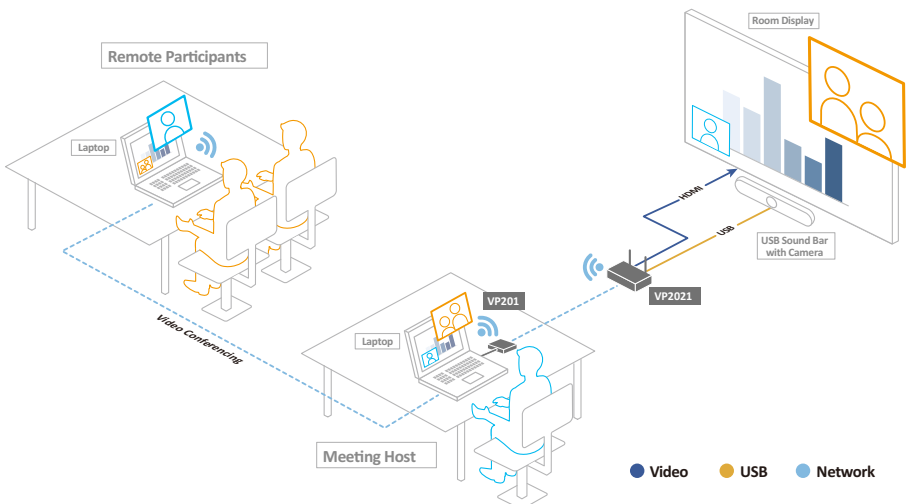 Room Display
Remote Participants
Laptop
HDMI
USB
USB Sound Bar
with Camera
VP2021
VP201
Laptop
Video Conferencing
Meeting Host
Video
USB
Network